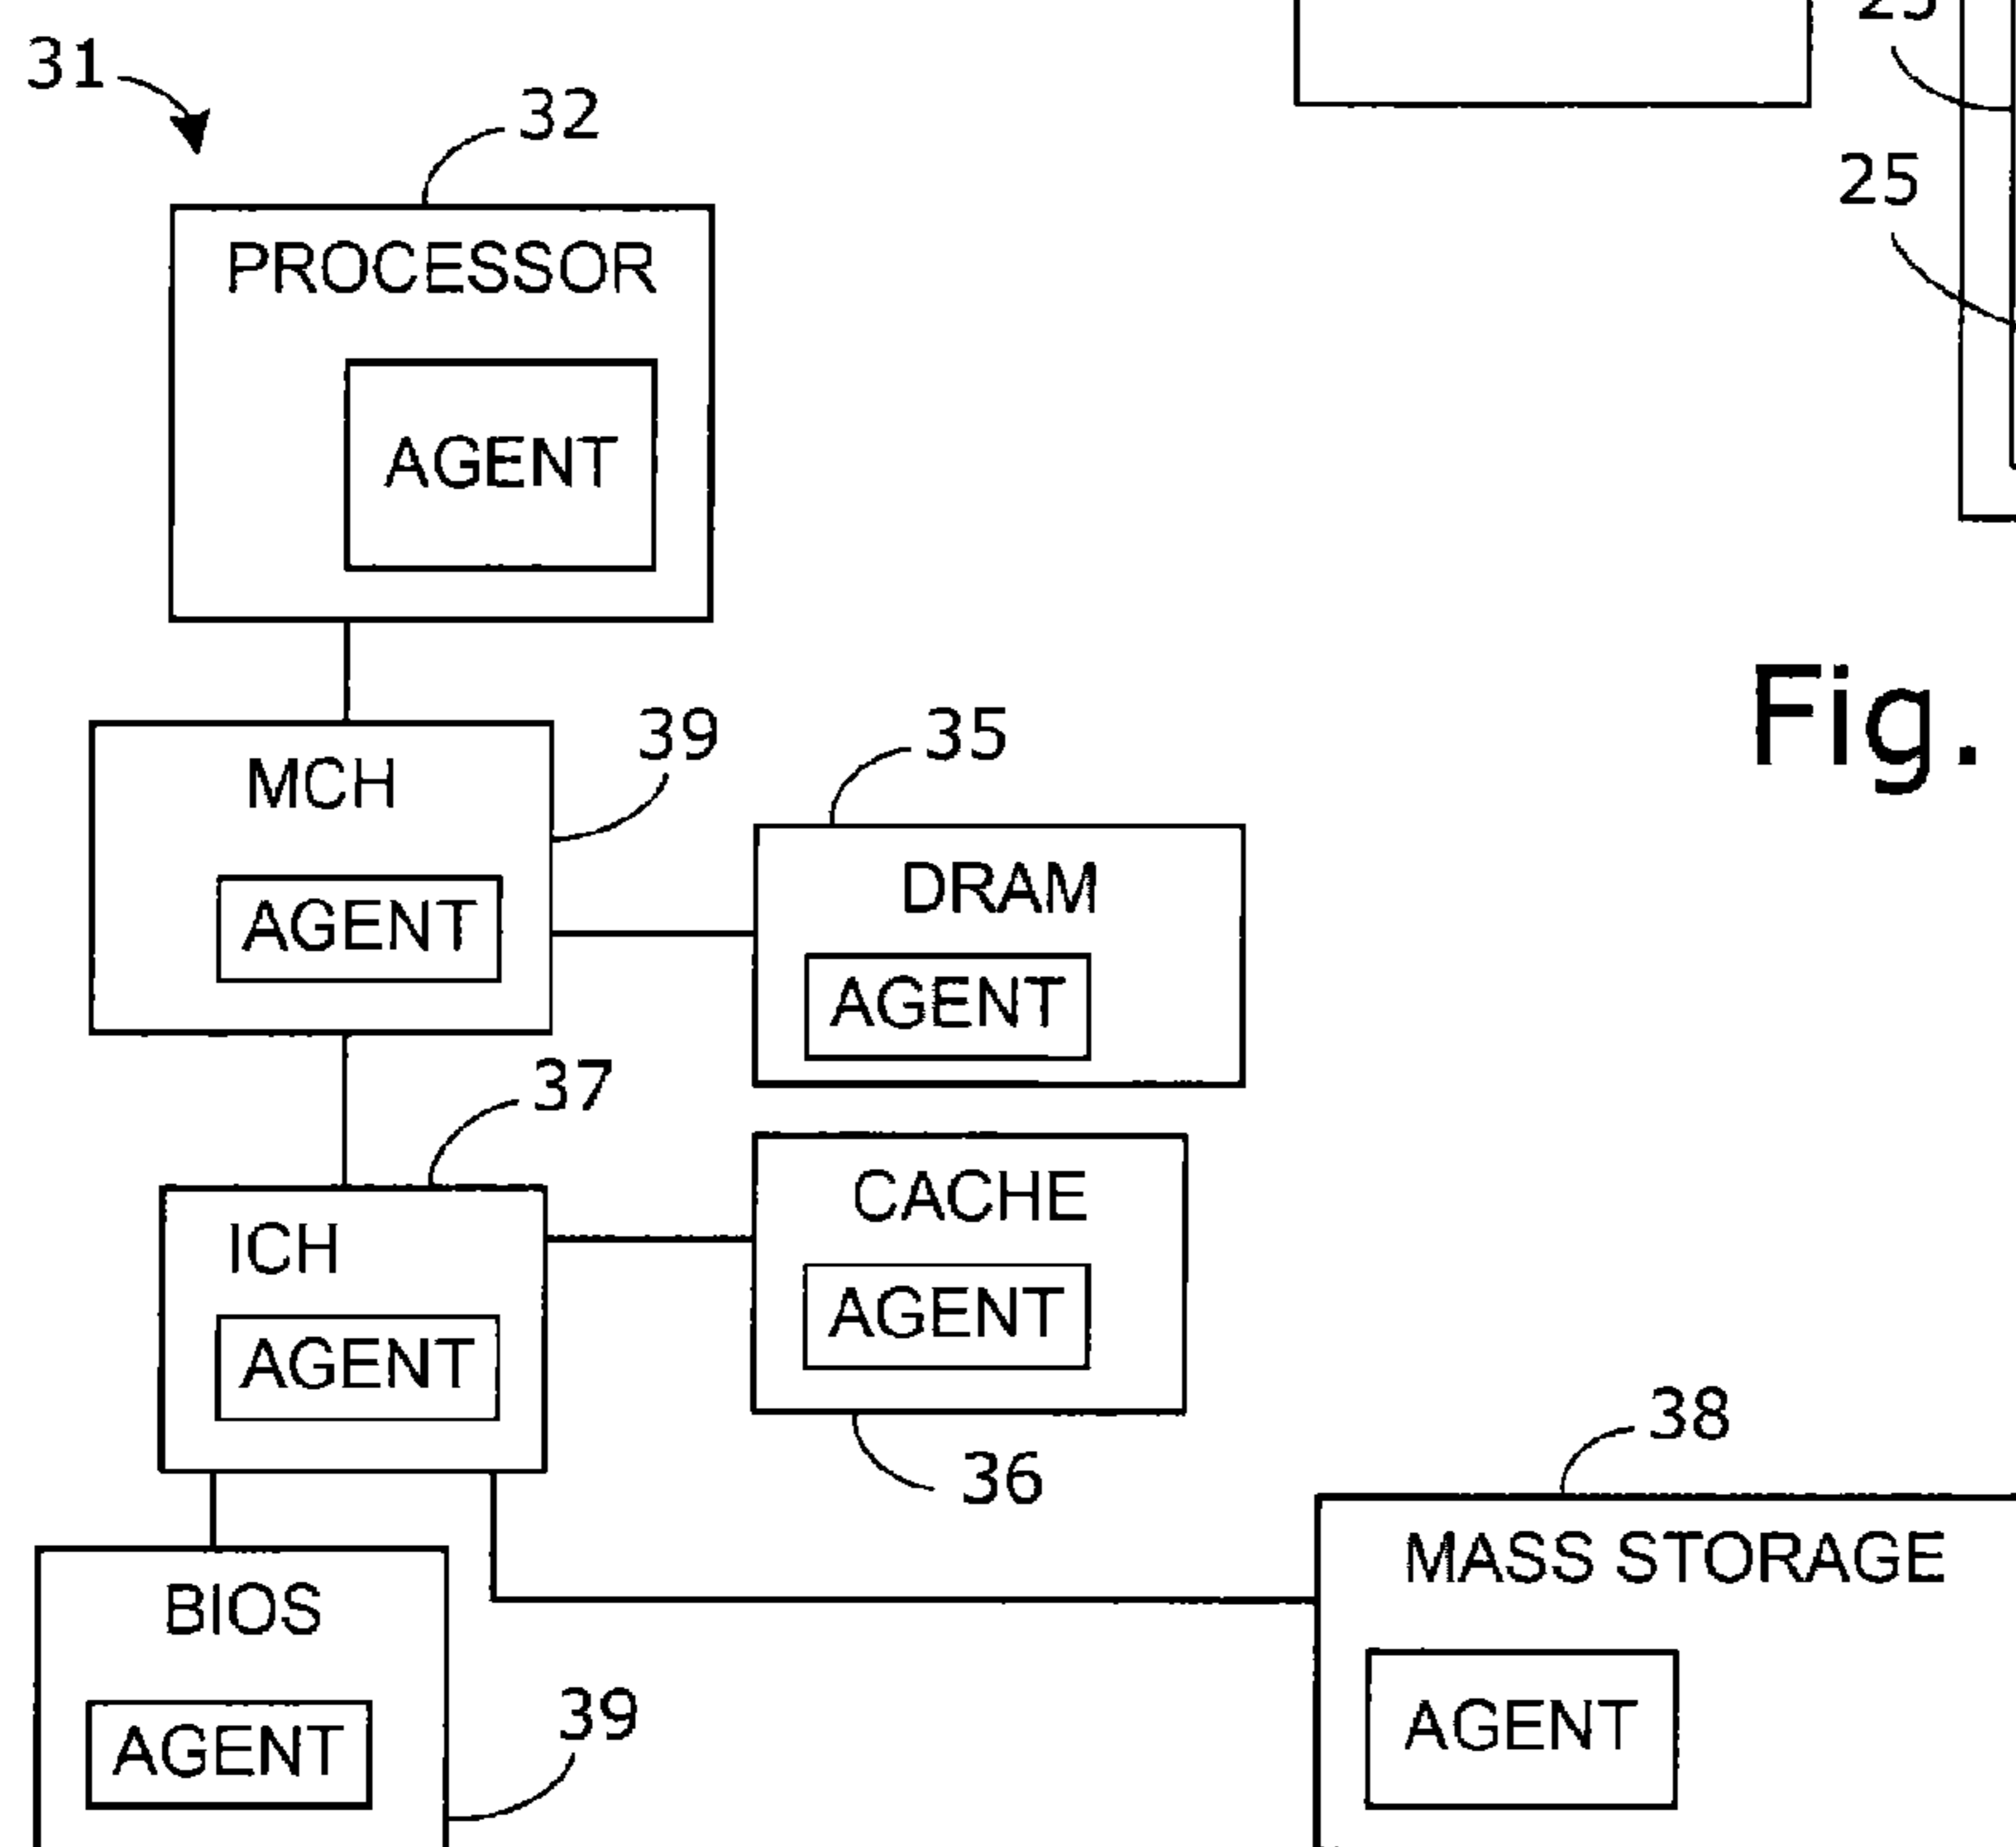 31
32
PROCESSOR
AGENT
25
Fig.
39
MCH
AGENT
35
DRAM
AGENT
37
ICH
AGENT
CACHE
AGENT
36
38
MASS STORAGE
AGENT
BIOS
AGENT
39